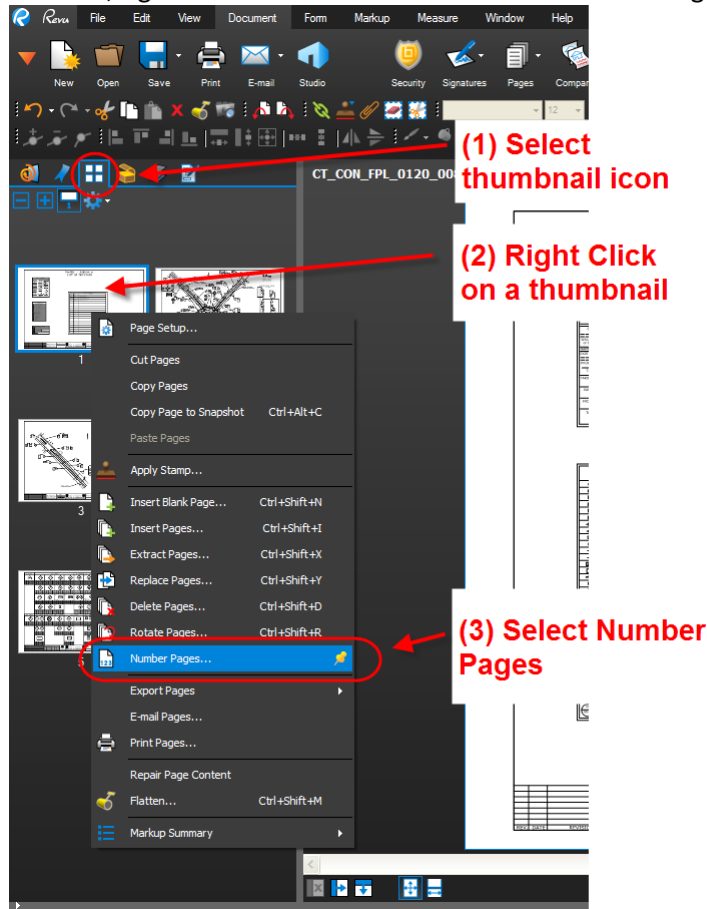 Revu File Edit View Document Form Markup Measure Window Help
New Open Save Print E-mail Studio Security Signatures Pages Compar
12
(1) Select
thumbnail icon
CT_CON_FPL_0120_00
(2) Right Click
on a thumbnail
1
Page Setup...
Cut Pages
Copy Pages
Copy Page to Snapshot Ctrl+Alt+C
Paste Pages
Apply Stamp...
3
Insert Blank Page... Ctrl+Shift+N
Insert Pages... Ctrl+Shift+I
Extract Pages... Ctrl+Shift+X
Replace Pages... Ctrl+Shift+Y
Delete Pages... Ctrl+Shift+D
Rotate Pages... Ctrl+Shift+R
5
Number Pages...
(3) Select Number
Pages
Export Pages
E-mail Pages...
Print Pages...
Repair Page Content
Flatten... Ctrl+Shift+M
Markup Summary